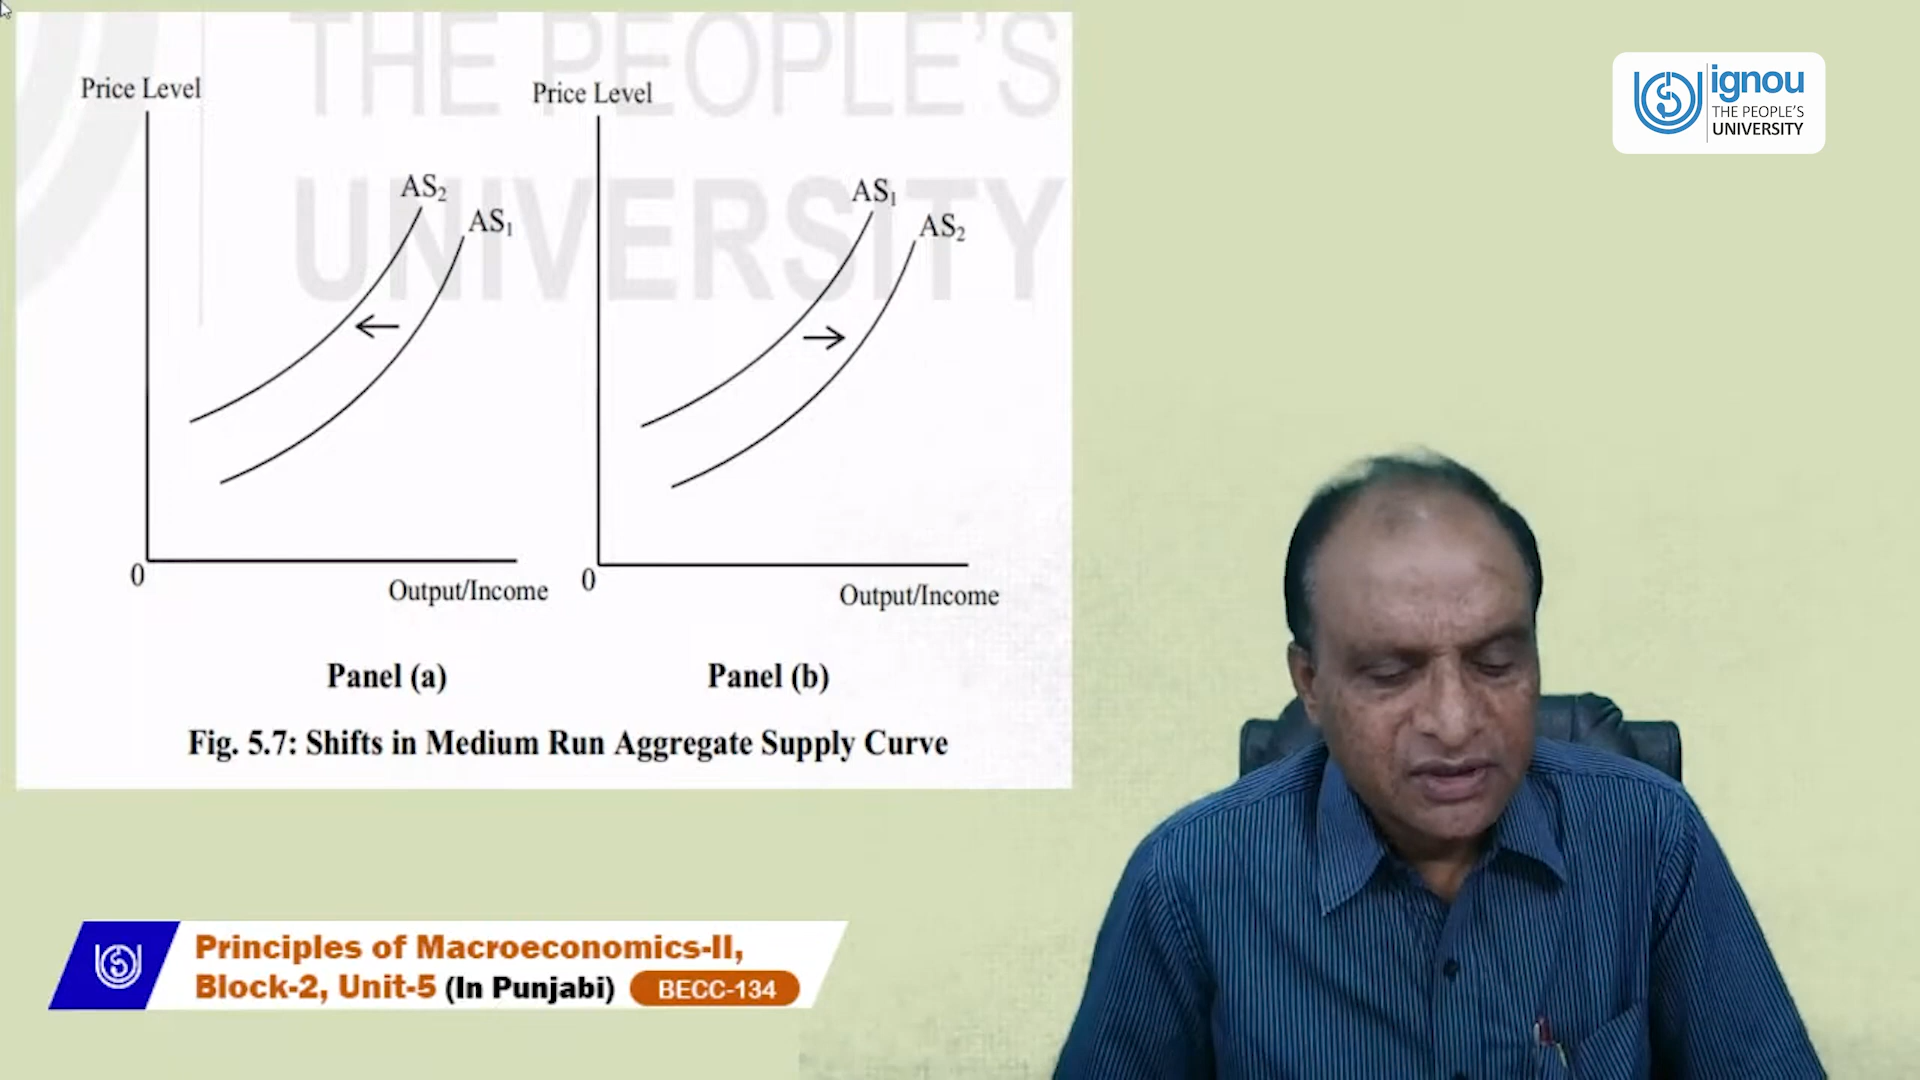 THE PEOPLE'S
UNIVERSITY
Price Level
Price Level
AS₂
AS₁
AS₁
AS₂
0
Output/Income
0
Output/Income
Panel (a)
Panel (b)
Fig. 5.7: Shifts in Medium Run Aggregate Supply Curve
ignou
THE PEOPLE'S
UNIVERSITY
Principles of Macroeconomics-II,
Block-2, Unit-5 (In Punjabi) BECC-134